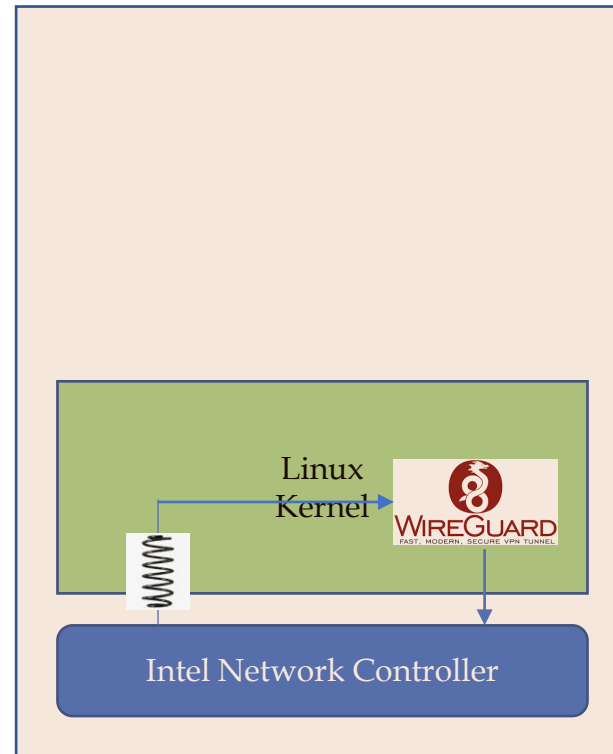 Linux
Kernel
WIREGUARD
FAST, MODERN, SECURE VPN TUNNEL
Intel Network Controller